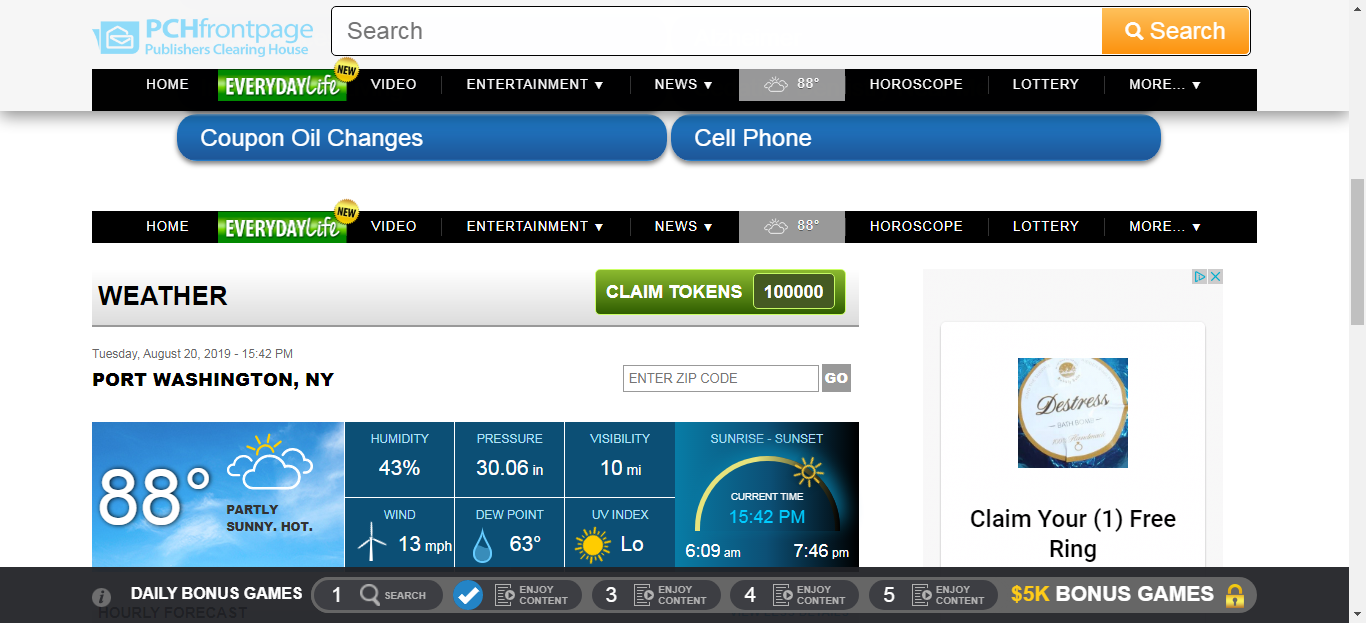 PCHfrontpage
Publishers Clearing House
Search
Search
HOME
EVERYDAYLife
NEW
VIDEO
ENTERTAINMENT ▼
NEWS ▼
88°
HOROSCOPE
LOTTERY
MORE... ▼
Coupon Oil Changes
Cell Phone
HOME
EVERYDAYLife
NEW
VIDEO
ENTERTAINMENT ▼
NEWS ▼
88°
HOROSCOPE
LOTTERY
MORE... ▼
WEATHER
CLAIM TOKENS 100000
Tuesday, August 20, 2019 - 15:42 PM
PORT WASHINGTON, NY
ENTER ZIP CODE
GO
88°
PARTLY
SUNNY. HOT.
HUMIDITY
43%
PRESSURE
30.06 in
VISIBILITY
10 mi
WIND
13 mph
DEW POINT
63°
UV INDEX
Lo
SUNRISE - SUNSET
CURRENT TIME
15:42 PM
6:09 am
7:46 pm
Destress
BATH BOMB
100% Handmade
Claim Your (1) Free
Ring
DAILY BONUS GAMES
1 SEARCH
ENJOY
CONTENT
3 ENJOY
CONTENT
4 ENJOY
CONTENT
5 ENJOY
CONTENT
$5K BONUS GAMES
HOURLY FORECAST